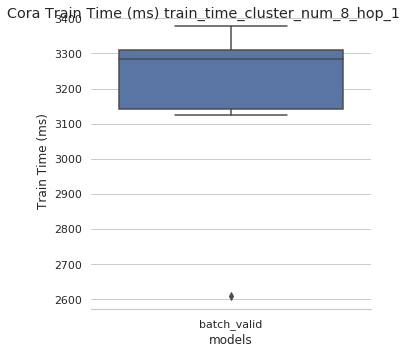 Cora Train Time (ms) train_time_cluster_num_8_hop_1
3400
3300
3200
3100
3000
2900
2800
2700
2600
Train Time (ms)
batch_valid
models